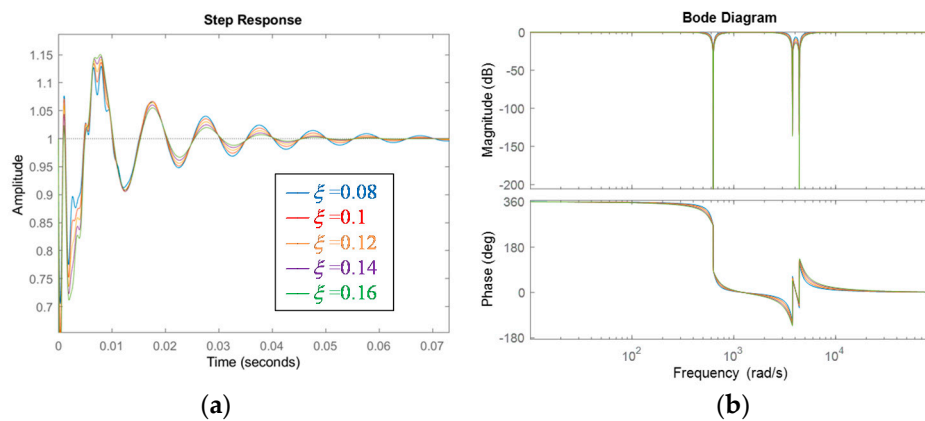 Step Response
Amplitude
1.15
1.1
1.05
1
0.95
0.9
0.85
0.8
0.75
0.7
ξ=0.08
ξ=0.1
ξ=0.12
ξ=0.14
ξ=0.16
0
0.01
0.02
0.03
0.04
0.05
0.06
0.07
Time (seconds)
(a)
Bode Diagram
Magnitude (dB)
0
-50
-100
-150
-200
Phase (deg)
360
180
0
-180
10²
10³
10⁴
Frequency (rad/s)
(b)